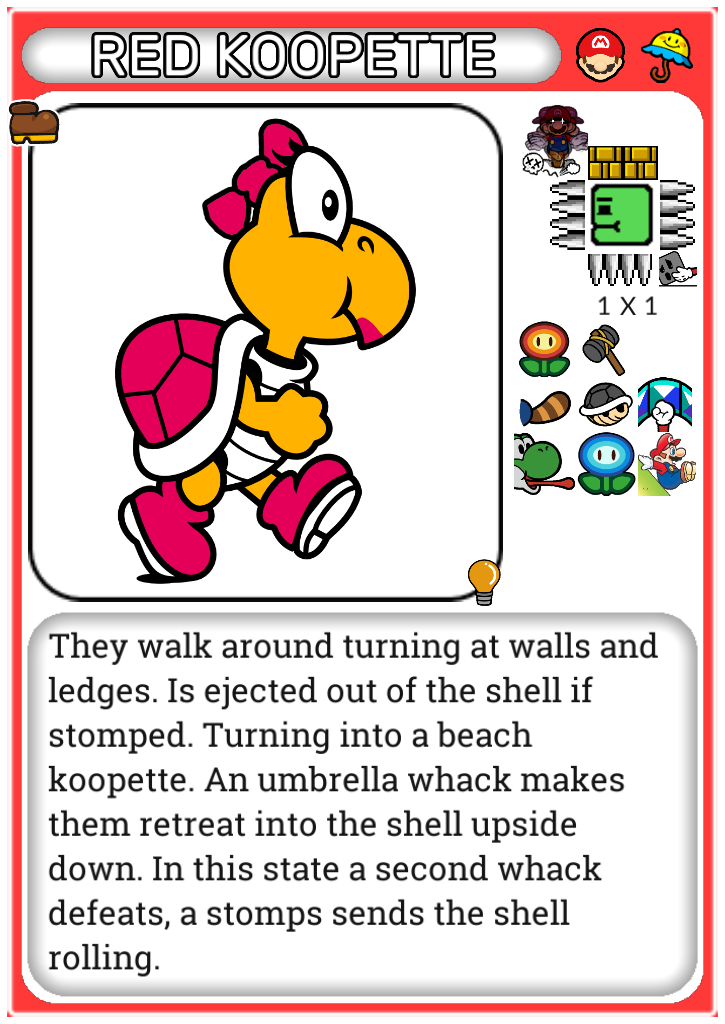 RED KOOPETTE
1 X 1
They walk around turning at walls and
ledges. Is ejected out of the shell if
stomped. Turning into a beach
koopette. An umbrella whack makes
them retreat into the shell upside
down. In this state a second whack
defeats, a stomps sends the shell
rolling.